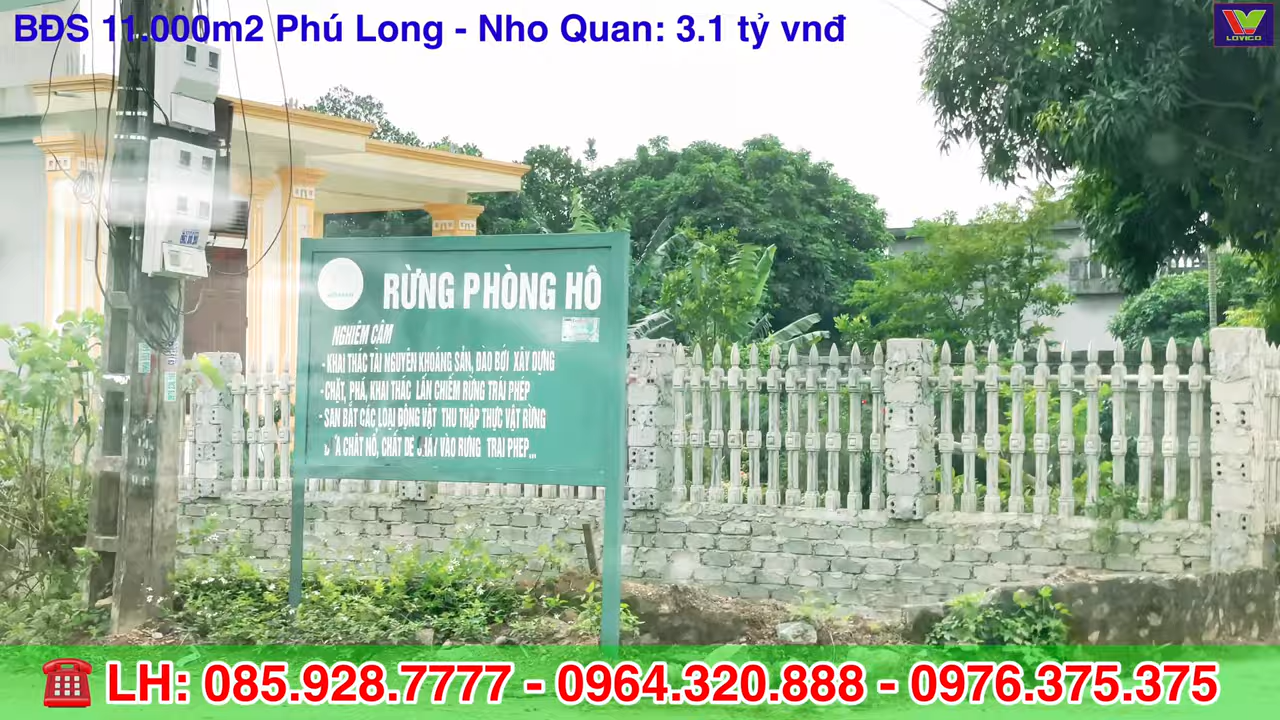 BĐS 11.000m2 Phú Long - Nho Quan: 3.1 tỷ vnđ
LOVICO
RỪNG PHÒNG HÔ
NGHIÊM CẤM
- KHAI THÁC TÀI NGUYÊN KHOÁNG SẢN, ĐÀO BỚI XÂY DỰNG
- CHẶT, PHÁ, KHAI THÁC LẤN CHIẾM RỪNG TRÁI PHÉP
- SĂN BẮT CÁC LOẠI ĐỘNG VẬT THU THẬP THỰC VẬT RỪNG
CHẤT NỔ, CHẤT VÀO RỪNG TRÁI PHÉP...
LH: 085.928.7777 - 0964.320.888 - 0976.375.375